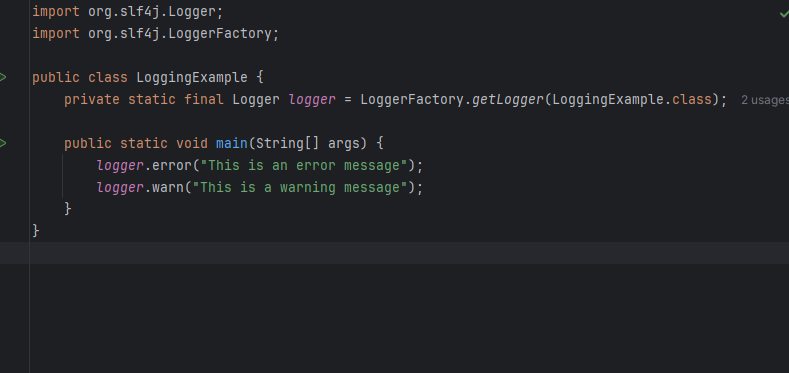 import org.slf4j.Logger;
import org.slf4j.LoggerFactory;
public class LoggingExample {
private static final Logger logger = LoggerFactory.getLogger(LoggingExample.class); 2 usages
public static void main(String[] args) {
logger.error("This is an error message");
logger.warn("This is a warning message");
}
}